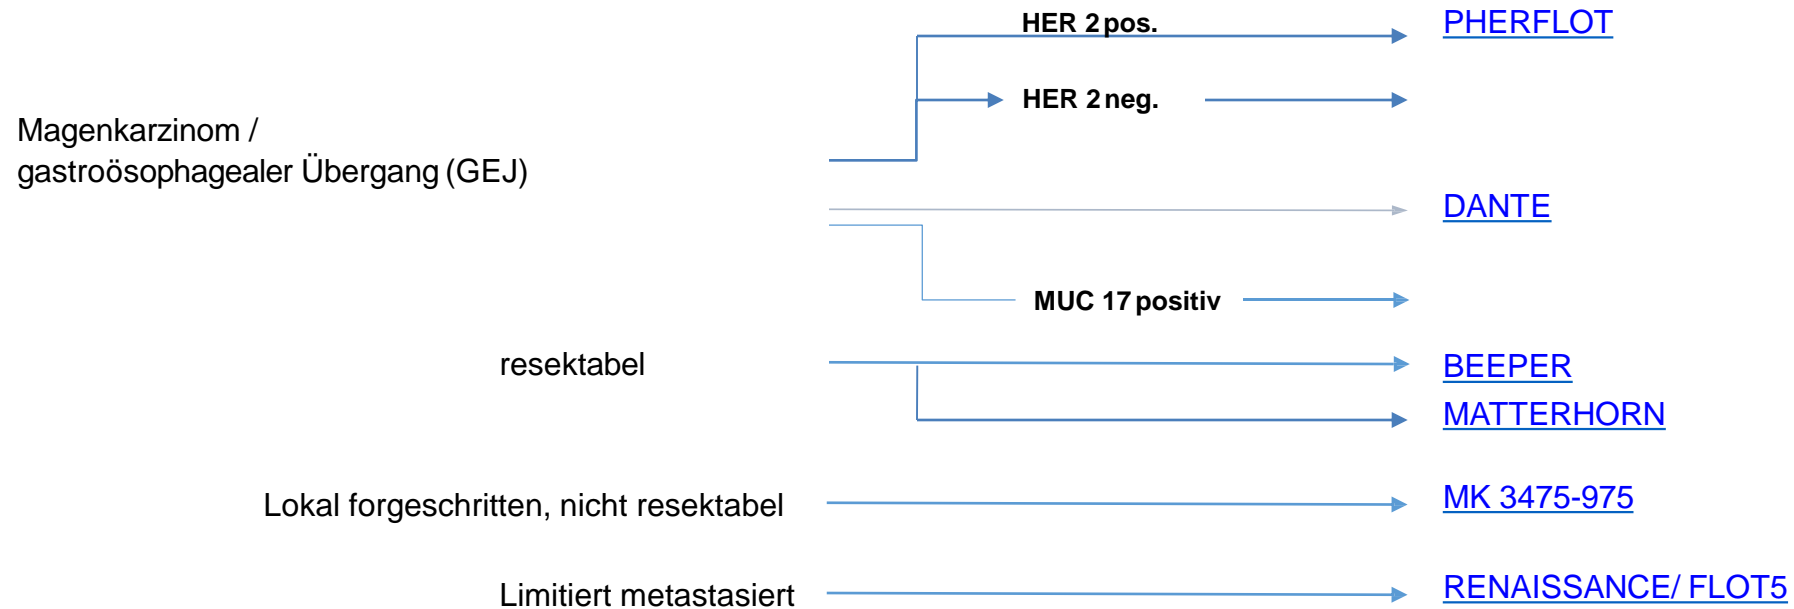 HER 2 pos.
PHERFLOT
HER 2 neg.
Magenkarzinom /
gastroösophagealer Übergang (GEJ)
DANTE
MUC 17 positiv
resektabel
BEEPER
MATTERHORN
Lokal forgeschritten, nicht resektabel
MK 3475-975
Limitiert metastasiert
RENAISSANCE/ FLOT5